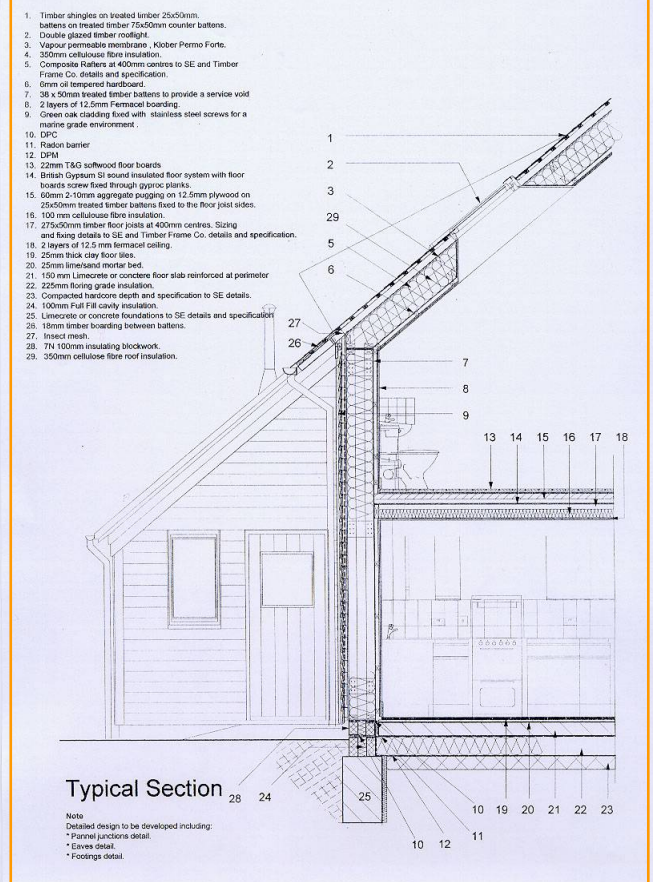 1. Timber shingles on treated timber 25x50mm.
battens on treated timber 75x50mm counter battens.
2. Double glazed timber rooflight.
3. Vapour permeable membrane , Klober Permo Forte.
4. 350mm cellulouse fibre insulation.
5. Composite Rafters at 400mm centres to SE and Timber
Frame Co. details and specification.
6. 6mm oil tempered hardboard.
7. 38 x 50mm treated timber battens to provide a service void
8. 2 layers of 12.5mm Fermacel boarding.
9. Green oak cladding fixed with stainless steel screws for a
marine grade environment .
10. DPC
11. Radon barrier
12. DPM
13. 22mm T&G softwood floor boards
14. British Gypsum SI sound insulated floor system with floor
boards screw fixed through gyproc planks.
15. 60mm 2-10mm aggregate pugging on 12.5mm plywood on
25x50mm treated timber battens fixed to the floor joist sides.
16. 100 mm cellulouse fibre insulation.
17. 275x50mm timber floor joists at 400mm centres. Sizing
and fixing details to SE and Timber Frame Co. details and specification.
18. 2 layers of 12.5 mm fermacel ceiling.
19. 25mm thick clay floor tiles.
20. 25mm lime/sand mortar bed.
21. 150 mm Limecrete or conctere floor slab reinforced at perimeter
22. 225mm floring grade insulation.
23. Compacted hardcore depth and specification to SE details.
24. 100mm Full Fill cavity insulation.
25. Limecrete or concrete foundations to SE details and specification
26. 18mm timber boarding between battens.
27. Insect mesh.
28. 7N 100mm insulating blockwork.
29. 350mm cellulose fibre roof insulation.
1
2
3
29
5
6
27
26
7
8
9
13 14 15 16 17 18
Typical Section
28 24 25 10 19 20 21 22 23
10 12 11
Note
Detailed design to be developed including:
* Pannel junctions detail.
* Eaves detail.
* Footings detail.